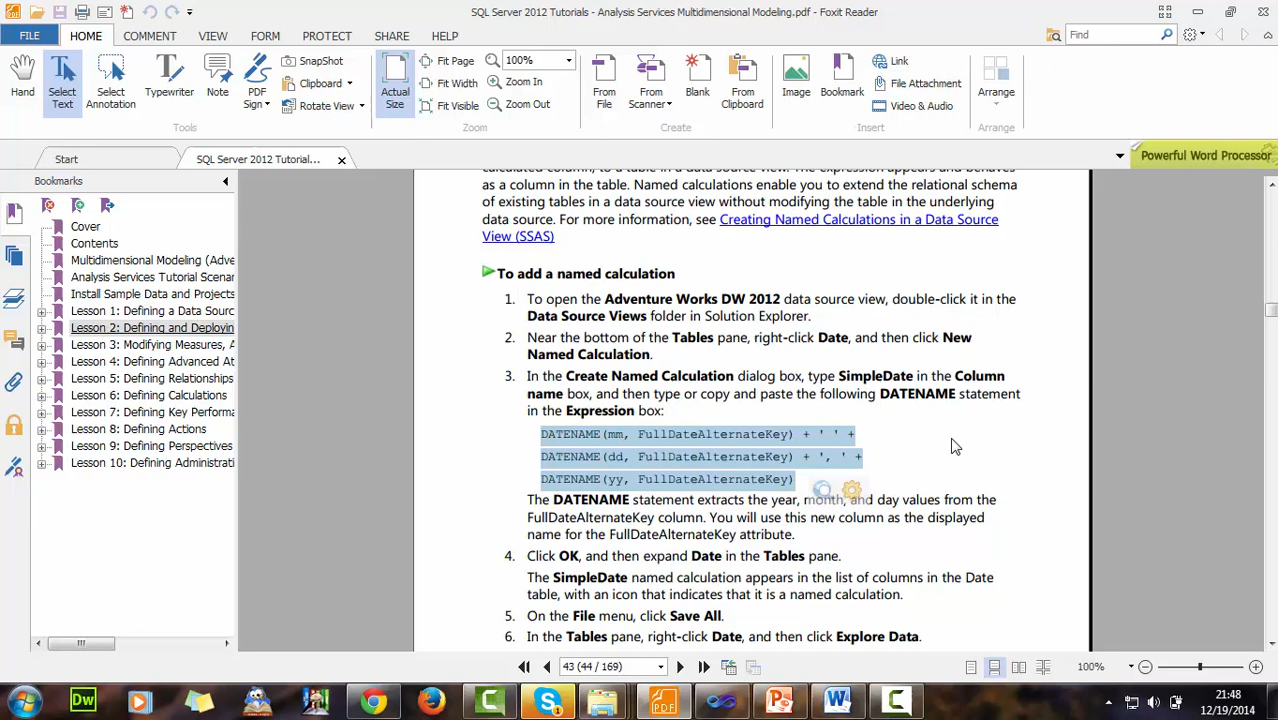 SQL Server 2012 Tutorials - Analysis Services Multidimensional Modeling.pdf - Foxit Reader
FILE HOME COMMENT VIEW FORM PROTECT SHARE HELP
Find
Hand
Select Text
Select Annotation
Typewriter
Note
PDF Sign
SnapShot
Clipboard
Rotate View
Tools
Actual Size
Fit Page
Fit Width
Fit Visible
100%
Zoom In
Zoom Out
Zoom
From File
From Scanner
Blank
From Clipboard
Create
Image
Bookmark
Link
File Attachment
Video & Audio
Insert
Arrange
Arrange
Start
SQL Server 2012 Tutorial...
Powerful Word Processor
Bookmarks
Cover
Contents
Multidimensional Modeling (Adve
Analysis Services Tutorial Scenar
Install Sample Data and Projects
Lesson 1: Defining a Data Sourc
Lesson 2: Defining and Deployin
Lesson 3: Modifying Measures, A
Lesson 4: Defining Advanced At
Lesson 5: Defining Relationships
Lesson 6: Defining Calculations
Lesson 7: Defining Key Performa
Lesson 8: Defining Actions
Lesson 9: Defining Perspectives
Lesson 10: Defining Administrati
calculated column, to a table in a data source view. The expression appears and behaves
as a column in the table. Named calculations enable you to extend the relational schema
of existing tables in a data source view without modifying the table in the underlying
data source. For more information, see Creating Named Calculations in a Data Source
View (SSAS)
To add a named calculation
1. To open the Adventure Works DW 2012 data source view, double-click it in the
Data Source Views folder in Solution Explorer.
2. Near the bottom of the Tables pane, right-click Date, and then click New
Named Calculation.
3. In the Create Named Calculation dialog box, type SimpleDate in the Column
name box, and then type or copy and paste the following DATENAME statement
in the Expression box:
DATENAME(mm, FullDateAlternateKey) + ' ' +
DATENAME(dd, FullDateAlternateKey) + ', ' +
DATENAME(yy, FullDateAlternateKey)
The DATENAME statement extracts the year, month, and day values from the
FullDateAlternateKey column. You will use this new column as the displayed
name for the FullDateAlternateKey attribute.
4. Click OK, and then expand Date in the Tables pane.
The SimpleDate named calculation appears in the list of columns in the Date
table, with an icon that indicates that it is a named calculation.
5. On the File menu, click Save All.
6. In the Tables pane, right-click Date, and then click Explore Data.
43 (44 / 169)
100%
21:48
12/19/2014